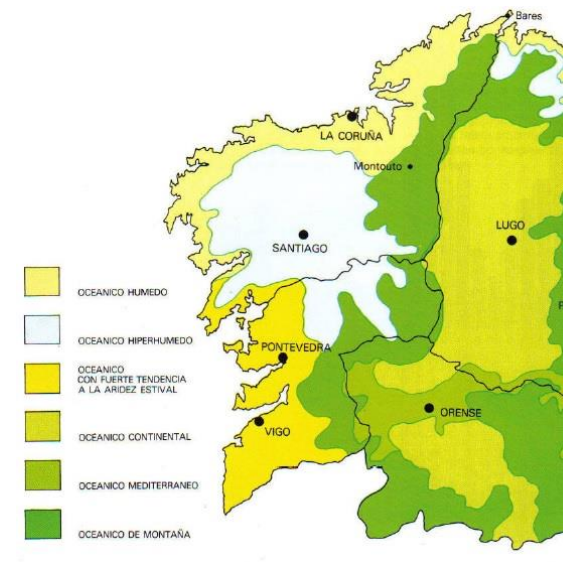 Bares
LA CORUÑA
Montouto
LUGO
SANTIAGO
OCEANICO HUMEDO
OCEANICO HIPERHUMEDO
PONTEVEDRA
OCEANICO
CON FUERTE TENDENCIA
A LA ARIDEZ ESTIVAL
ORENSE
VIGO
OCEANICO CONTINENTAL
OCEANICO MEDITERRANEO
OCEANICO DE MONTAÑA